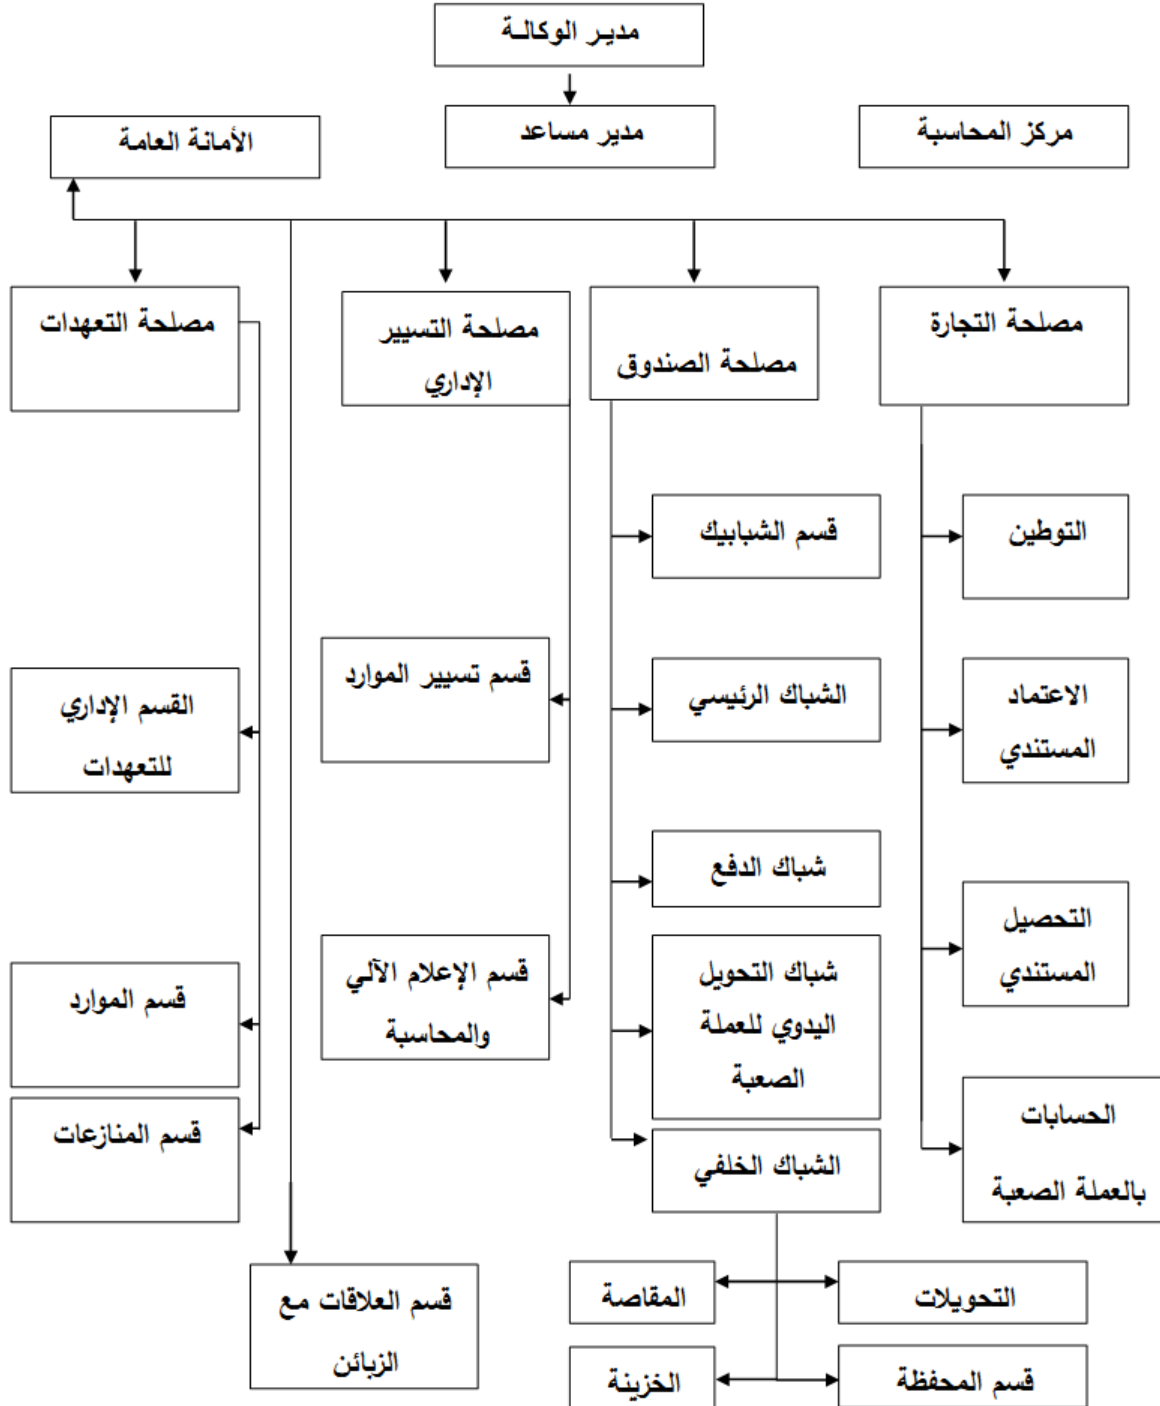 مديـر الوكالـة
مركز المحاسبة
مدير مساعد
الأمانة العامة
مصلحة التجارة
مصلحة الصندوق
مصلحة التسيير
الإداري
مصلحة التعهدات
التوطين
قسم الشبابيك
الاعتماد
المستندي
الشباك الرئيسي
قسم تسيير الموارد
القسم الإداري
للتعهدات
شباك الدفع
التحصيل
المستندي
شباك التحويل
اليدوي للعملة
الصعبة
قسم الإعلام الآلي
والمحاسبة
قسم الموارد
الحسابات
بالعملة الصعبة
الشباك الخلفي
قسم المنازعات
التحويلات
المقاصة
قسم العلاقات مع
الزبائن
قسم المحفظة
الخزينة